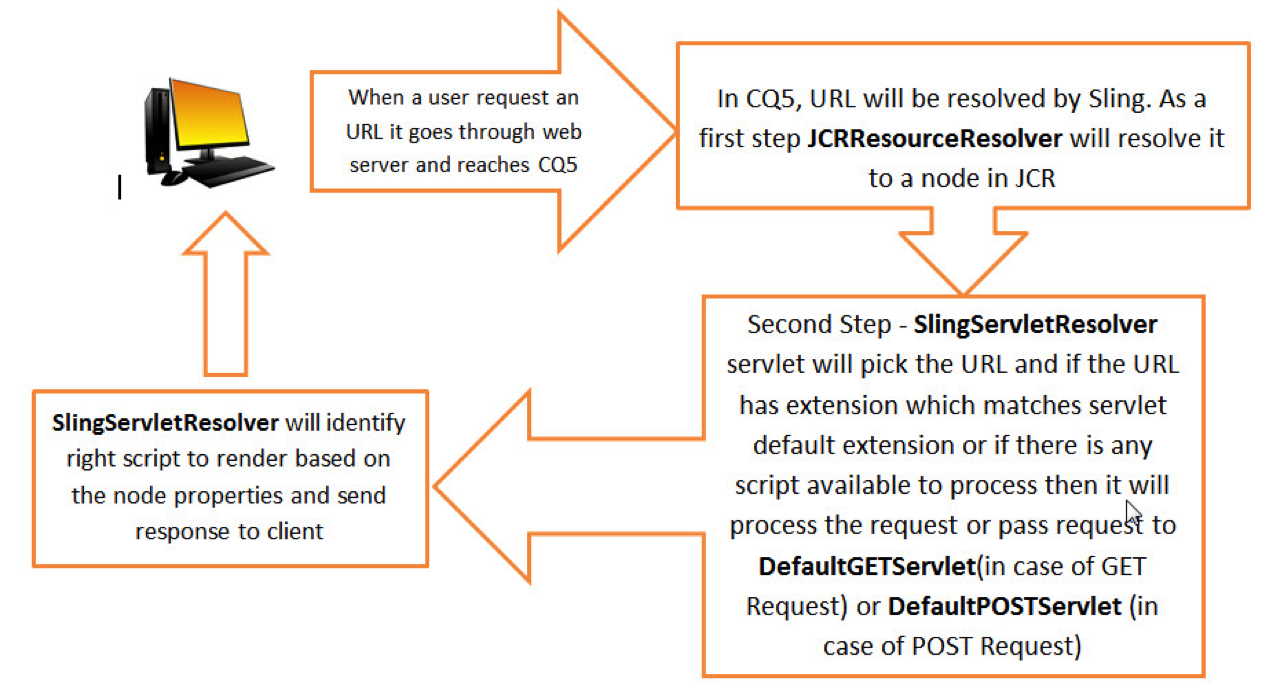 When a user request an
URL it goes through web
server and reaches CQ5
In CQ5, URL will be resolved by Sling. As a
first step JCRResourceResolver will resolve it
to a node in JCR
Second Step - SlingServletResolver
servlet will pick the URL and if the URL
has extension which matches servlet
default extension or if there is any
script available to process then it will
process the request or pass request to
DefaultGETServlet(in case of GET
Request) or DefaultPOSTServlet (in
case of POST Request)
SlingServletResolver will identify
right script to render based on
the node properties and send
response to client